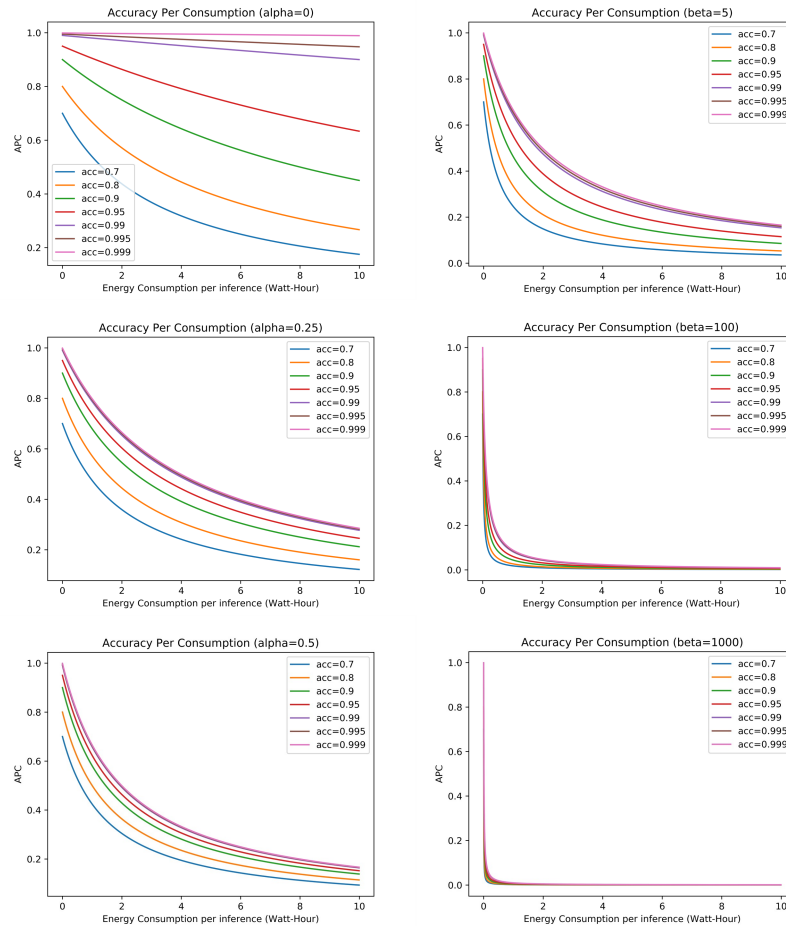 Accuracy Per Consumption (alpha=0)
APC
1.0
0.8
0.6
0.4
0.2
acc=0.7
acc=0.8
acc=0.9
acc=0.95
acc=0.99
acc=0.995
acc=0.999
0 2 4 6 8 10
Energy Consumption per inference (Watt-Hour)
Accuracy Per Consumption (beta=5)
APC
1.0
0.8
0.6
0.4
0.2
0.0
acc=0.7
acc=0.8
acc=0.9
acc=0.95
acc=0.99
acc=0.995
acc=0.999
0 2 4 6 8 10
Energy Consumption per inference (Watt-Hour)
Accuracy Per Consumption (alpha=0.25)
APC
1.0
0.8
0.6
0.4
0.2
acc=0.7
acc=0.8
acc=0.9
acc=0.95
acc=0.99
acc=0.995
acc=0.999
0 2 4 6 8 10
Energy Consumption per inference (Watt-Hour)
Accuracy Per Consumption (beta=100)
APC
1.0
0.8
0.6
0.4
0.2
0.0
acc=0.7
acc=0.8
acc=0.9
acc=0.95
acc=0.99
acc=0.995
acc=0.999
0 2 4 6 8 10
Energy Consumption per inference (Watt-Hour)
Accuracy Per Consumption (alpha=0.5)
APC
1.0
0.8
0.6
0.4
0.2
acc=0.7
acc=0.8
acc=0.9
acc=0.95
acc=0.99
acc=0.995
acc=0.999
0 2 4 6 8 10
Energy Consumption per inference (Watt-Hour)
Accuracy Per Consumption (beta=1000)
APC
1.0
0.8
0.6
0.4
0.2
0.0
acc=0.7
acc=0.8
acc=0.9
acc=0.95
acc=0.99
acc=0.995
acc=0.999
0 2 4 6 8 10
Energy Consumption per inference (Watt-Hour)